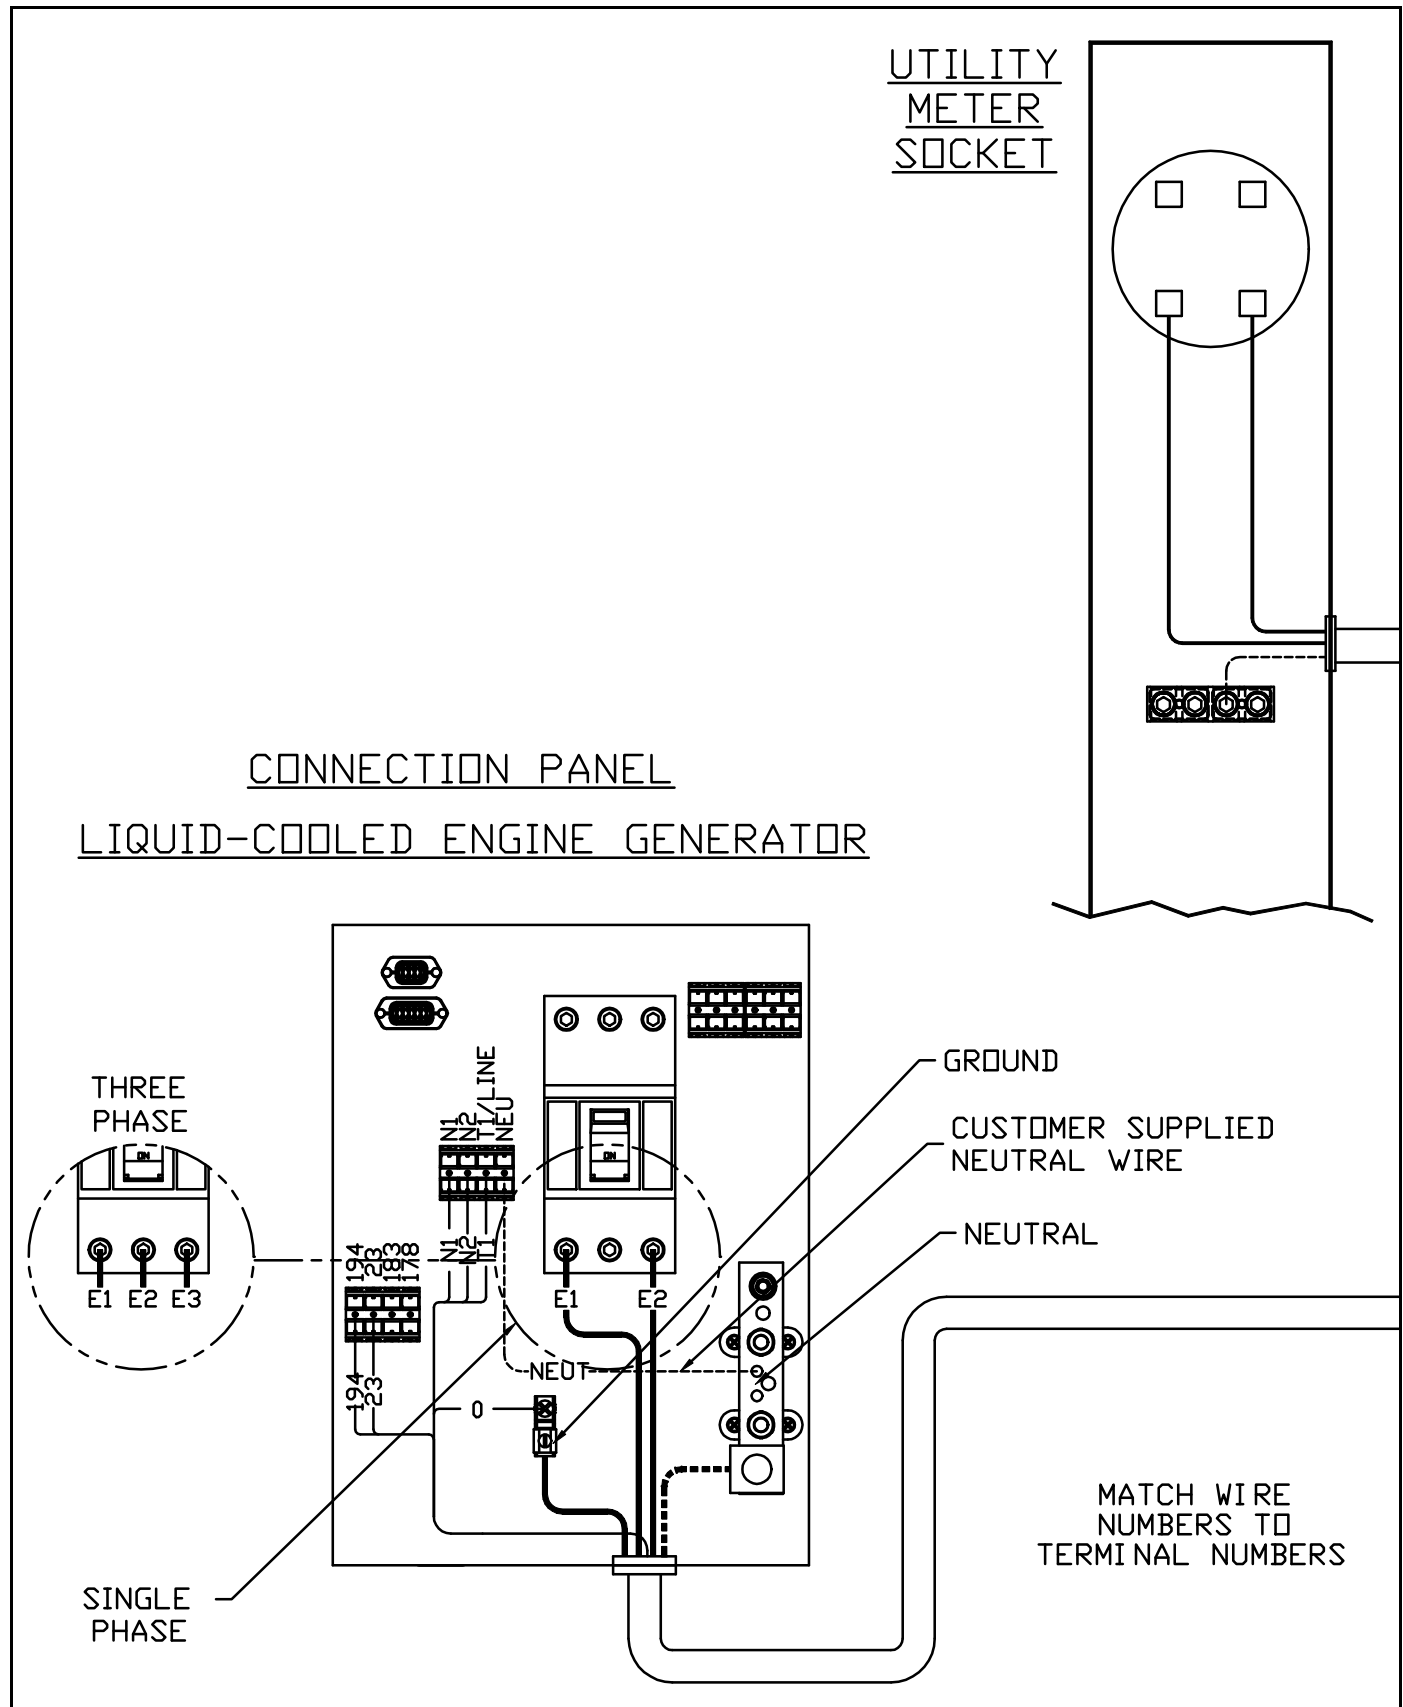 UTILITY
METER
SOCKET
CONNECTION PANEL
LIQUID-COOLED ENGINE GENERATOR
THREE
PHASE
ON
E1 E2 E3
194
23
183
178
194
23
N1
N2
T1/LINE
NEU
N1
N2
T1
ON
E1
E2
NEUT
0
GROUND
CUSTOMER SUPPLIED
NEUTRAL WIRE
NEUTRAL
MATCH WIRE
NUMBERS TO
TERMINAL NUMBERS
SINGLE
PHASE